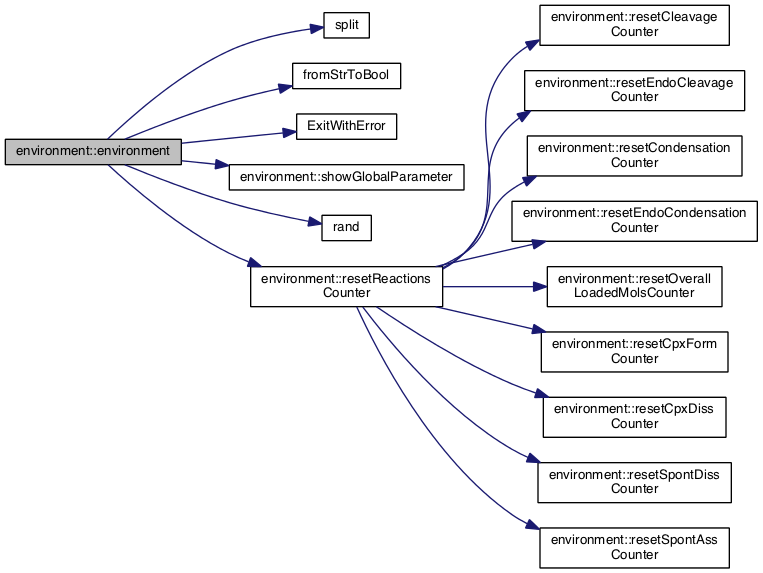 environment::environment
split
fromStrToBool
ExitWithError
environment::showGlobalParameter
rand
environment::resetReactions
Counter
environment::resetCleavage
Counter
environment::resetEndoCleavage
Counter
environment::resetCondensation
Counter
environment::resetEndoCondensation
Counter
environment::resetOverall
LoadedMolsCounter
environment::resetCpxForm
Counter
environment::resetCpxDiss
Counter
environment::resetSpontDiss
Counter
environment::resetSpontAss
Counter